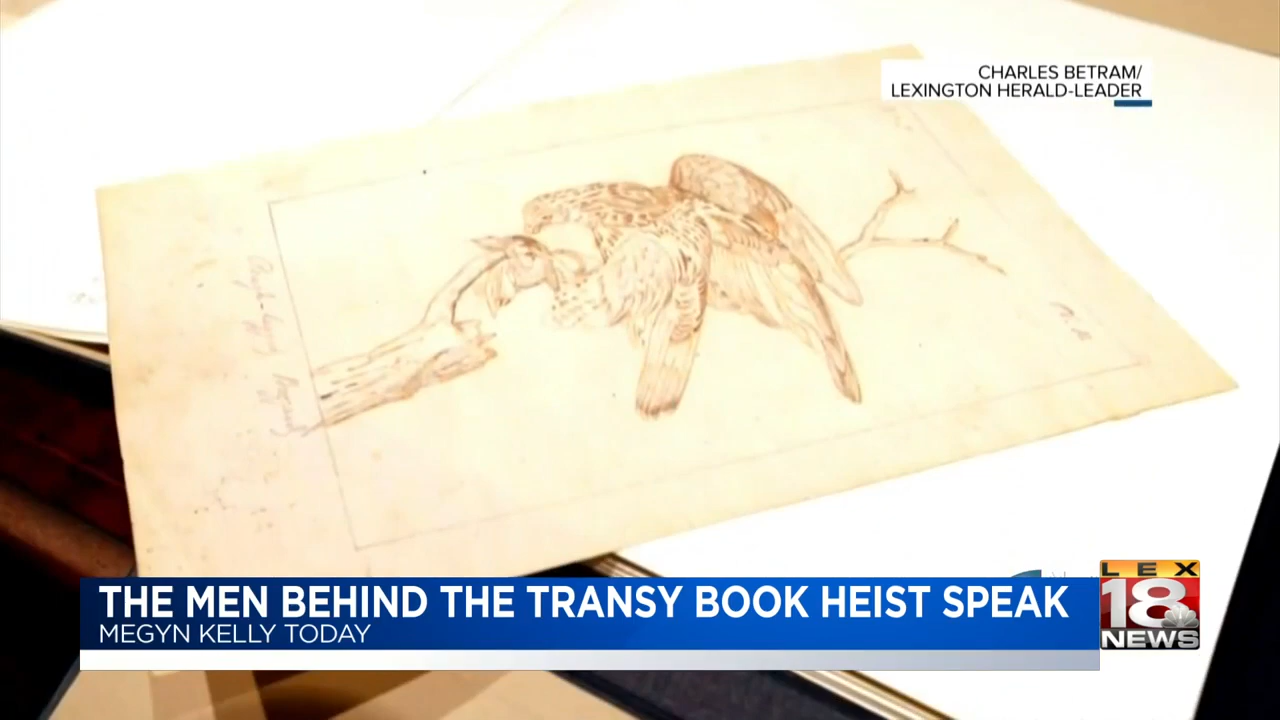 CHARLES BETRAM/
LEXINGTON HERALD-LEADER
THE MEN BEHIND THE TRANSY BOOK HEIST SPEAK
MEGYN KELLY TODAY
LEX
18
NEWS